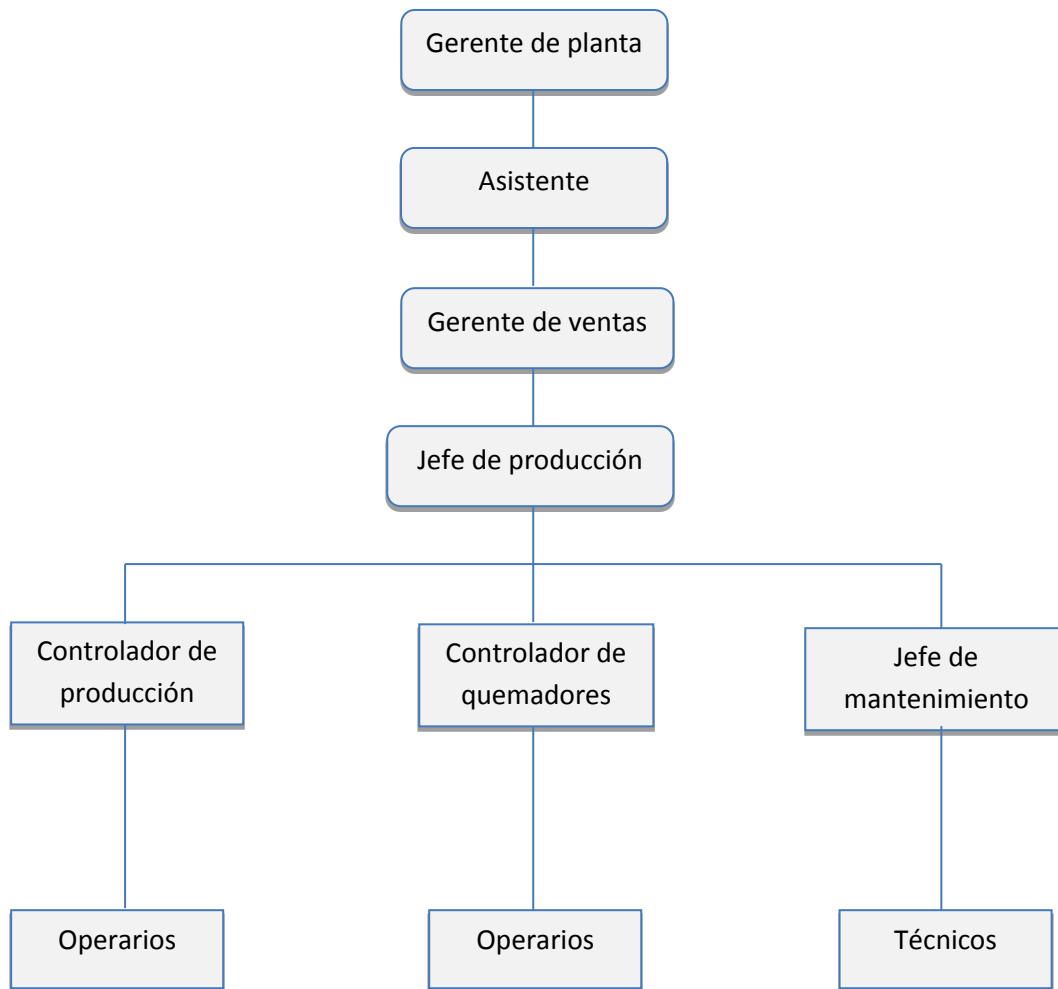 Gerente de planta
Asistente
Gerente de ventas
Jefe de producción
Controlador de
producción
Controlador de
quemadores
Jefe de
mantenimiento
Operarios
Operarios
Técnicos